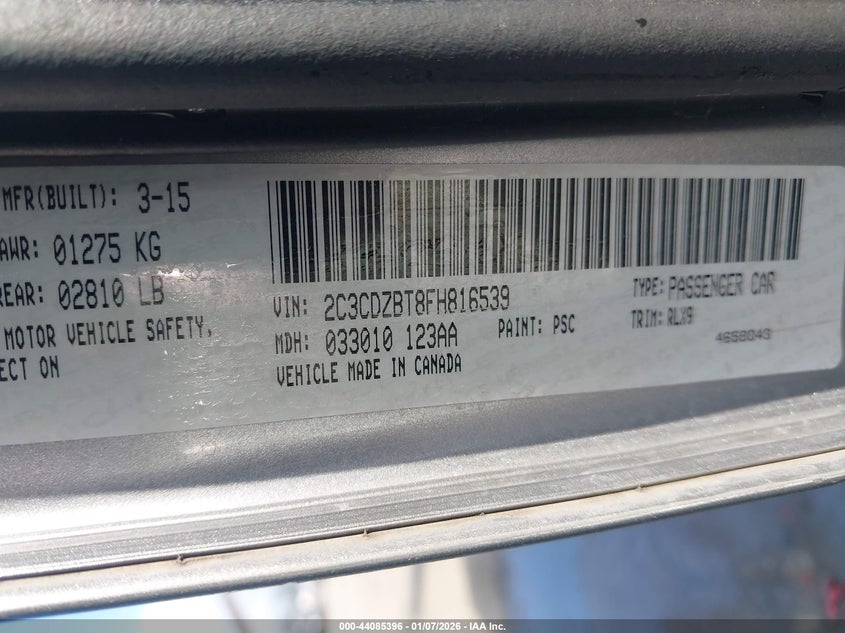 MFR(BUILT): 3-15
AWR: 01275 KG
REAR: 02810 LB
MOTOR VEHICLE SAFETY,
ECT ON
VIN: 2C3CDZBT8FH816539
TYPE: PASSENGER CAR
MDH: 033010 123AA
PAINT: PSC
TRIM: RLX9
VEHICLE MADE IN CANADA
4658043
000-44085396 - 01/07/2026 - IAA Inc.